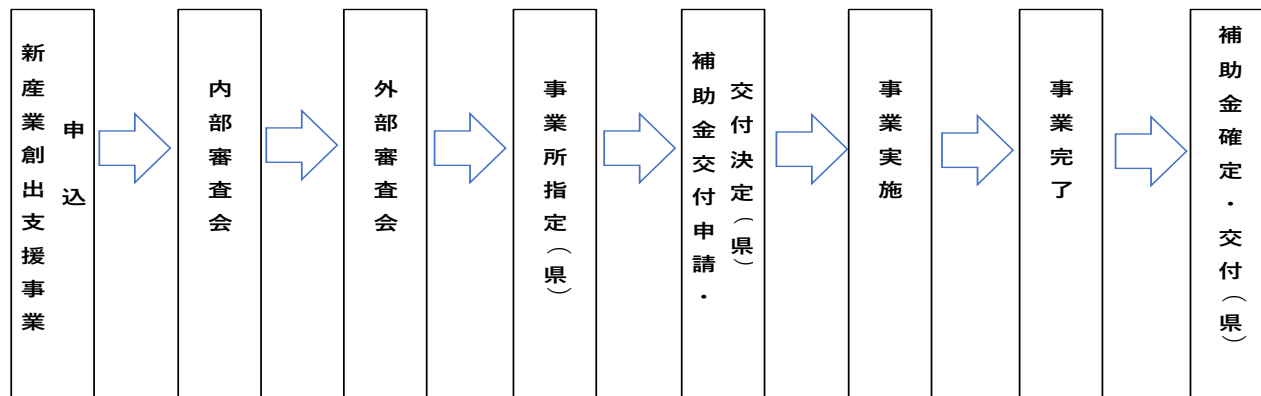 新産業創出支援事業
申込
内部審査会
外部審査会
事業所指定(県)
補助金交付申請・
交付決定(県)
事業実施
事業完了
補助金確定・交付(県)